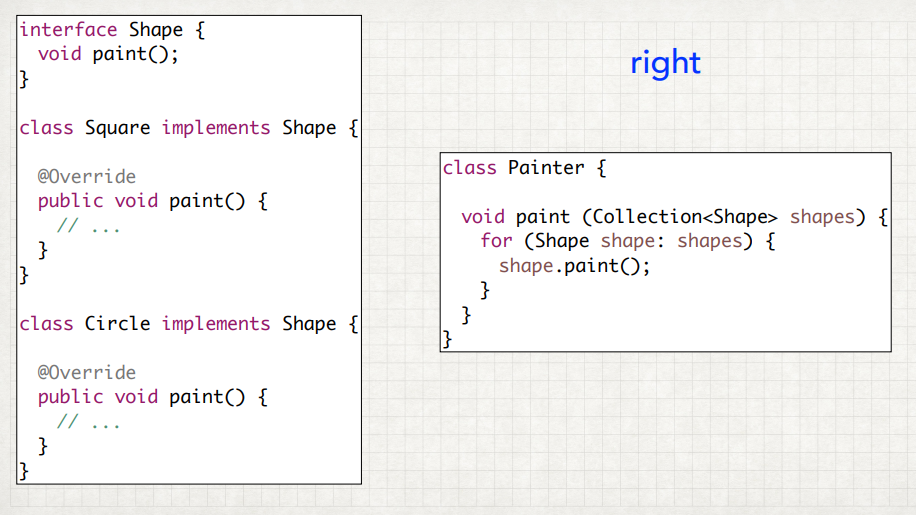 interface Shape {
  void paint();
}

class Square implements Shape {

  @Override
  public void paint() {
    // ...
  }
}

class Circle implements Shape {

  @Override
  public void paint() {
    // ...
  }
}
right
class Painter {

  void paint (Collection<Shape> shapes) {
    for (Shape shape: shapes) {
      shape.paint();
    }
  }
}